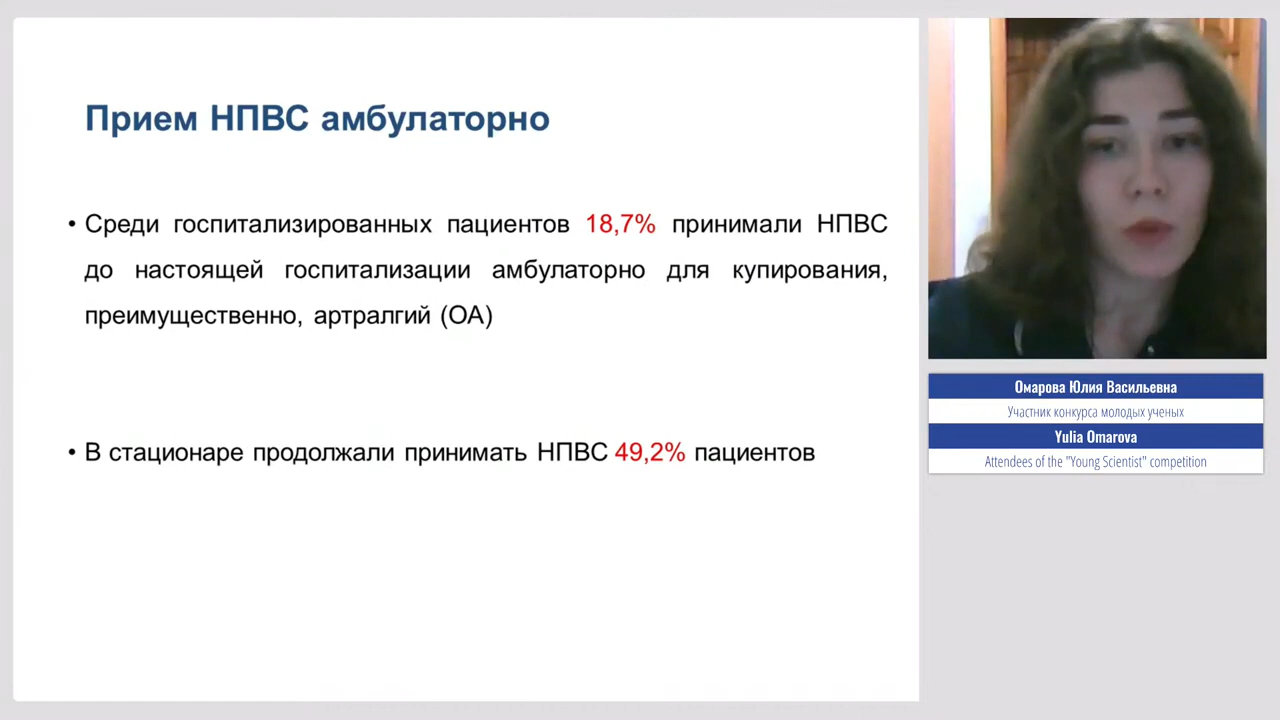 Прием НПВС амбулаторно
• Среди госпитализированных пациентов 18,7% принимали НПВС
до настоящей госпитализации амбулаторно для купирования,
преимущественно, артралгий (ОА)
• В стационаре продолжали принимать НПВС 49,2% пациентов
Омарова Юлия Васильевна
Участник конкурса молодых ученых
Yulia Omarova
Attendees of the "Young Scientist" competition